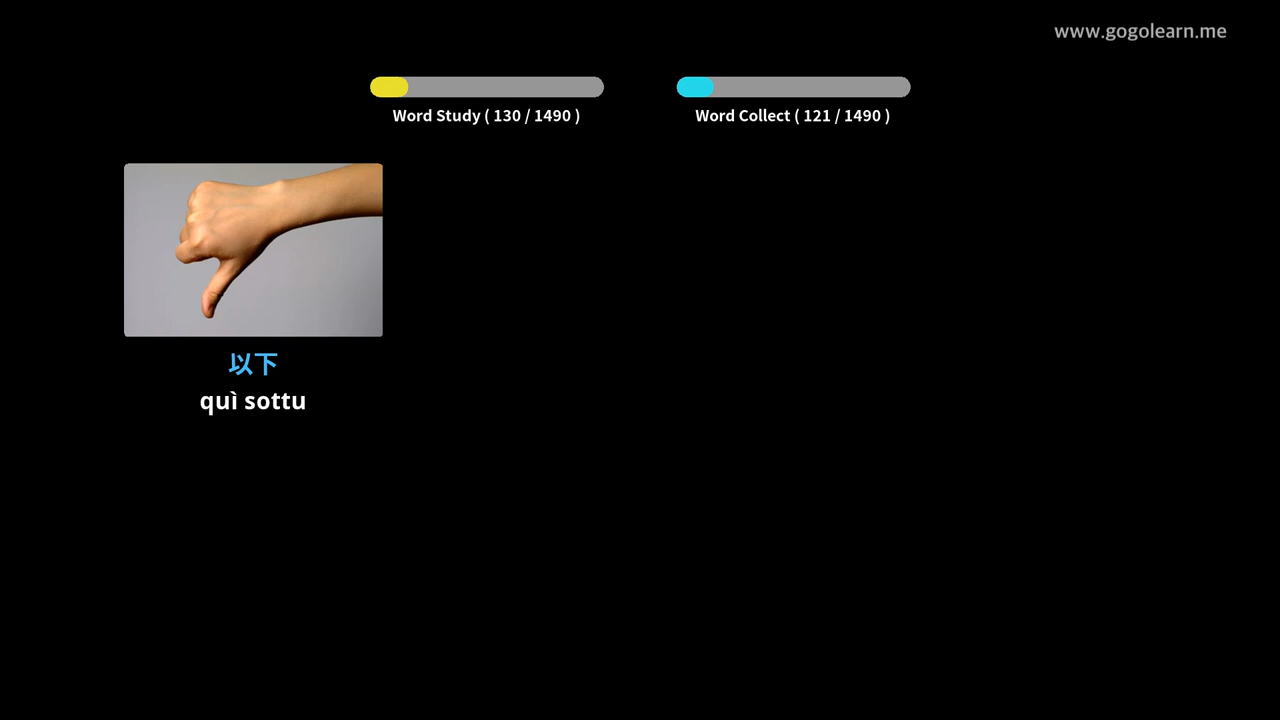 www.gogolearn.me
Word Study ( 130 / 1490 )
Word Collect ( 121 / 1490 )
以下
quì sottu